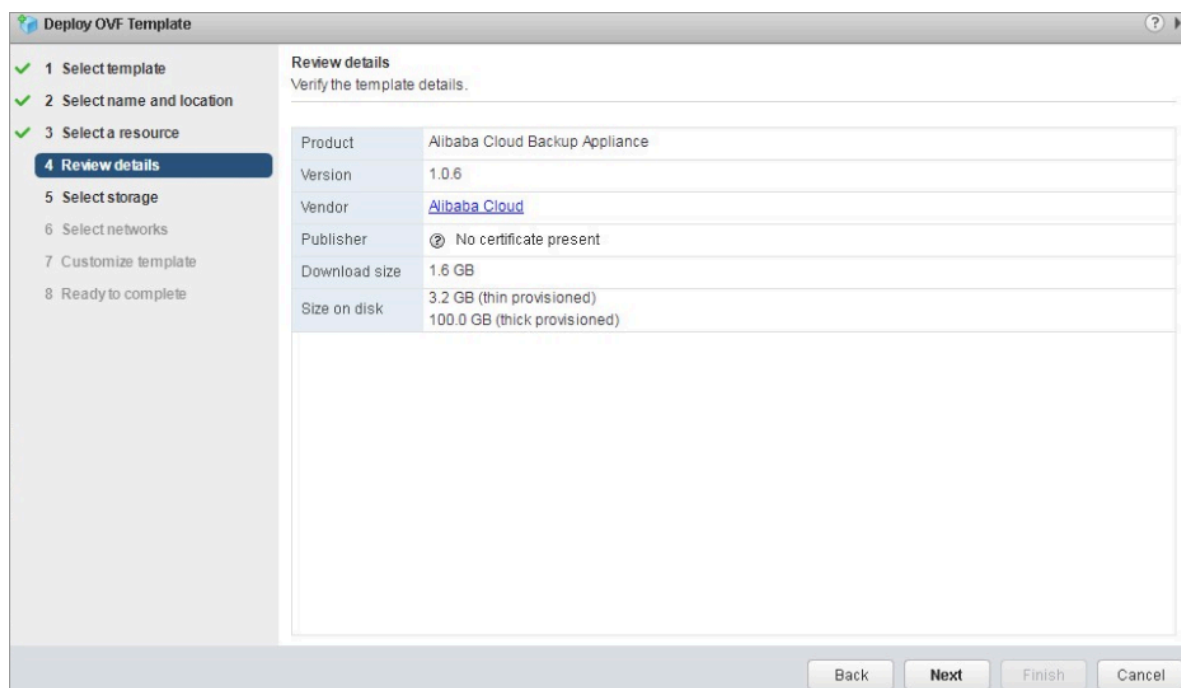 Deploy OVF Template
?
1 Select template
2 Select name and location
3 Select a resource
4 Review details
5 Select storage
6 Select networks
7 Customize template
8 Ready to complete
Review details
Verify the template details.
Product Alibaba Cloud Backup Appliance
Version 1.0.6
Vendor Alibaba Cloud
Publisher ? No certificate present
Download size 1.6 GB
Size on disk 3.2 GB (thin provisioned)
100.0 GB (thick provisioned)
Back Next Finish Cancel